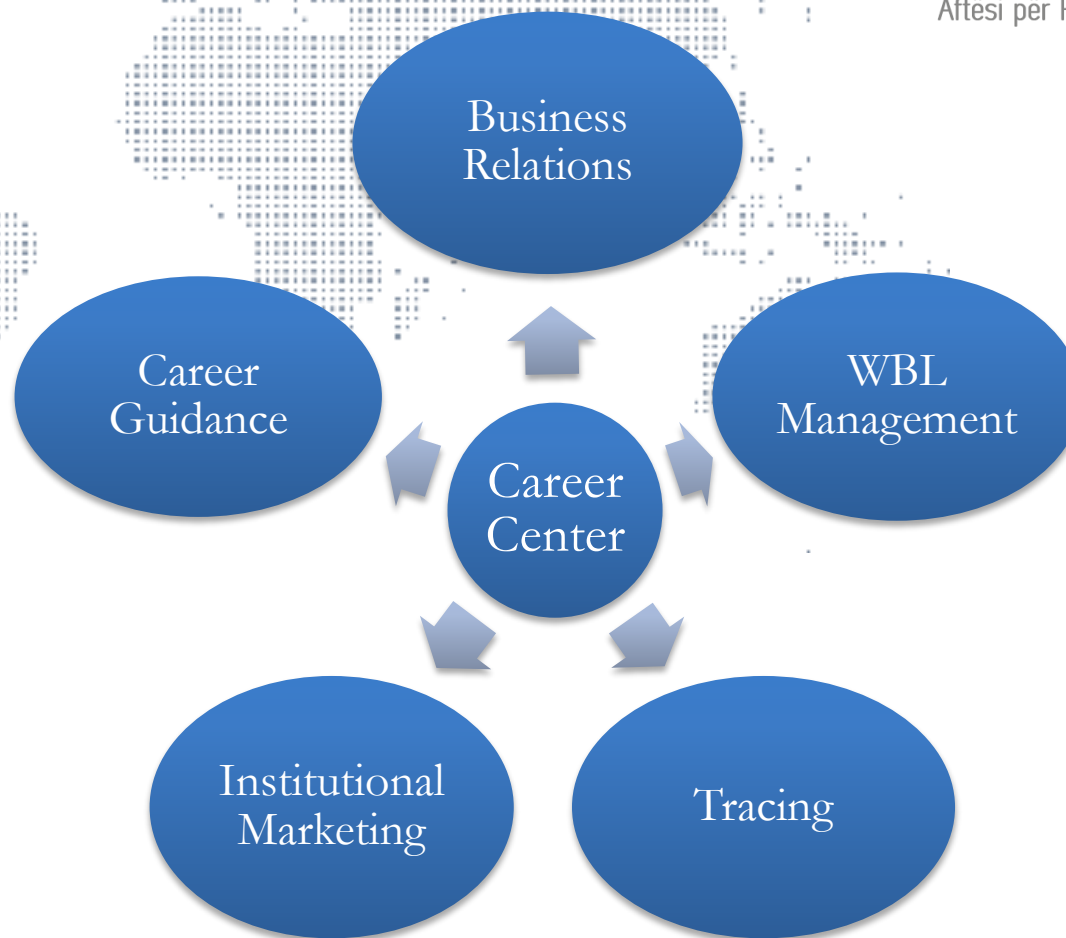 Aftesi per
Business
Relations
Career
Guidance
WBL
Management
Career
Center
Institutional
Marketing
Tracing